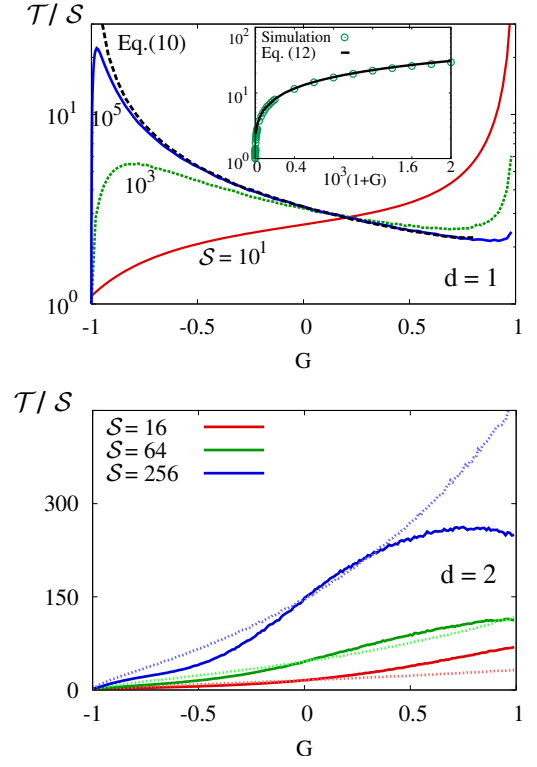 𝒯 / 𝒮
Eq.(10)
10^1
10^0
10^5
10^3
𝒮 = 10^1
d = 1
-1 -0.5 0 0.5 1
G
Simulation
Eq. (12)
10^2
10^1
10^0
0 0.4 1 1.6 2
10^3(1+G)
𝒯 / 𝒮
𝒮 = 16
𝒮 = 64
𝒮 = 256
300
150
0
d = 2
-1 -0.5 0 0.5 1
G